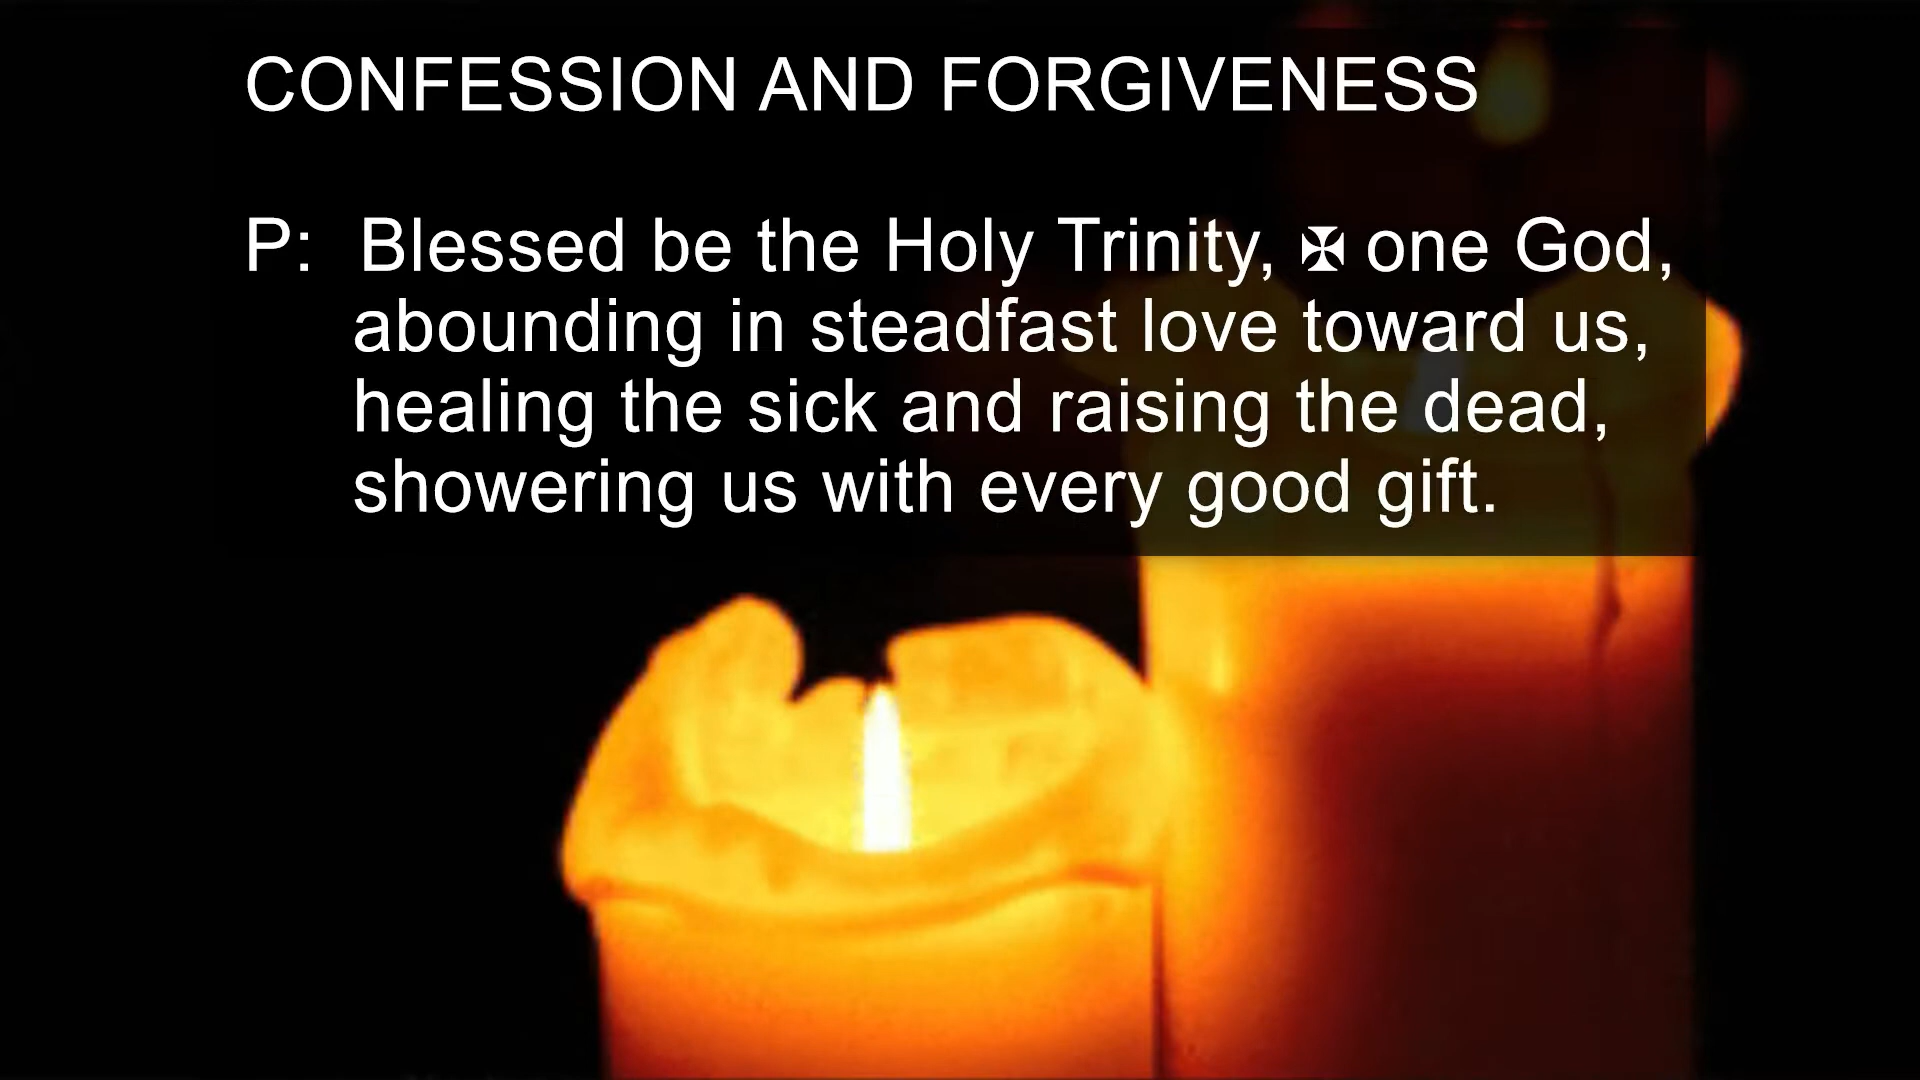 CONFESSION AND FORGIVENESS
P: Blessed be the Holy Trinity, ✠ one God,
abounding in steadfast love toward us,
healing the sick and raising the dead,
showering us with every good gift.